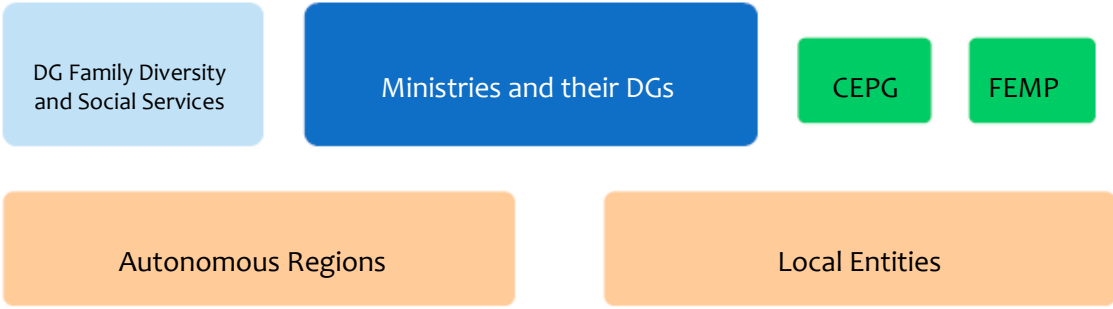 DG Family Diversity
and Social Services
Ministries and their DGs
CEPG
FEMP
Autonomous Regions
Local Entities